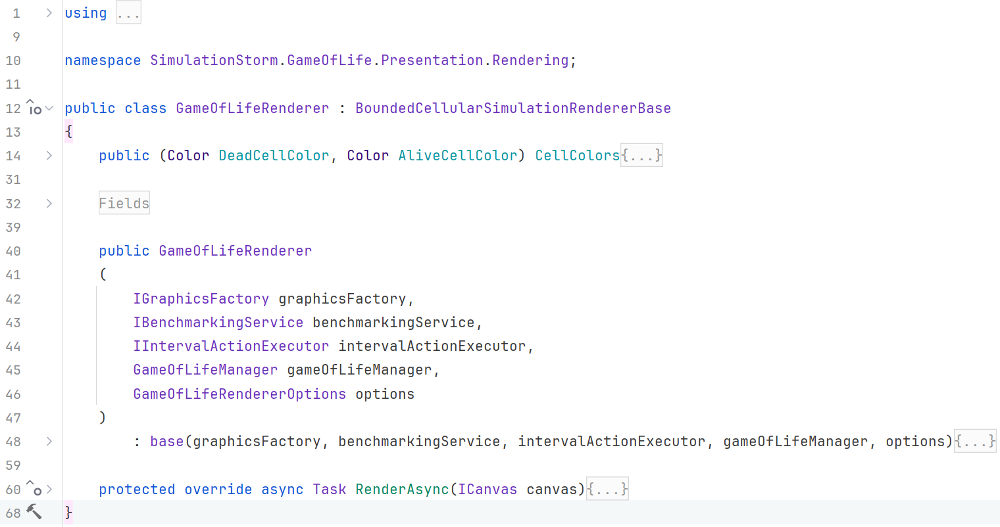 1 using ...
9
10 namespace SimulationStorm.GameOfLife.Presentation.Rendering;
11
12 public class GameOfLifeRenderer : BoundedCellularSimulationRendererBase
13 {
14     public (Color DeadCellColor, Color AliveCellColor) CellColors{...}
31
32     Fields
39
40     public GameOfLifeRenderer
41     (
42         IGraphicsFactory graphicsFactory,
43         IBenchmarkingService benchmarkingService,
44         IIntervalActionExecutor intervalActionExecutor,
45         GameOfLifeManager gameOfLifeManager,
46         GameOfLifeRendererOptions options
47     )
48         : base(graphicsFactory, benchmarkingService, intervalActionExecutor, gameOfLifeManager, options){...}
59
60     protected override async Task RenderAsync(ICanvas canvas){...}
68 }